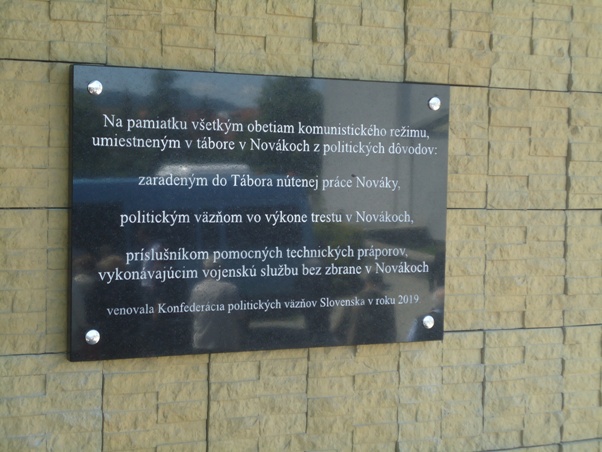 Na pamiatku všetkým obetiam komunistického režimu,
umiestneným v tábore v Novákoch z politických dôvodov:
zaradeným do Tábora nútenej práce Nováky,
politickým väzňom vo výkone trestu v Novákoch,
príslušníkom pomocných technických práporov,
vykonávajúcim vojenskú službu bez zbrane v Novákoch
venovala Konfederácia politických väzňov Slovenska v roku 2019.